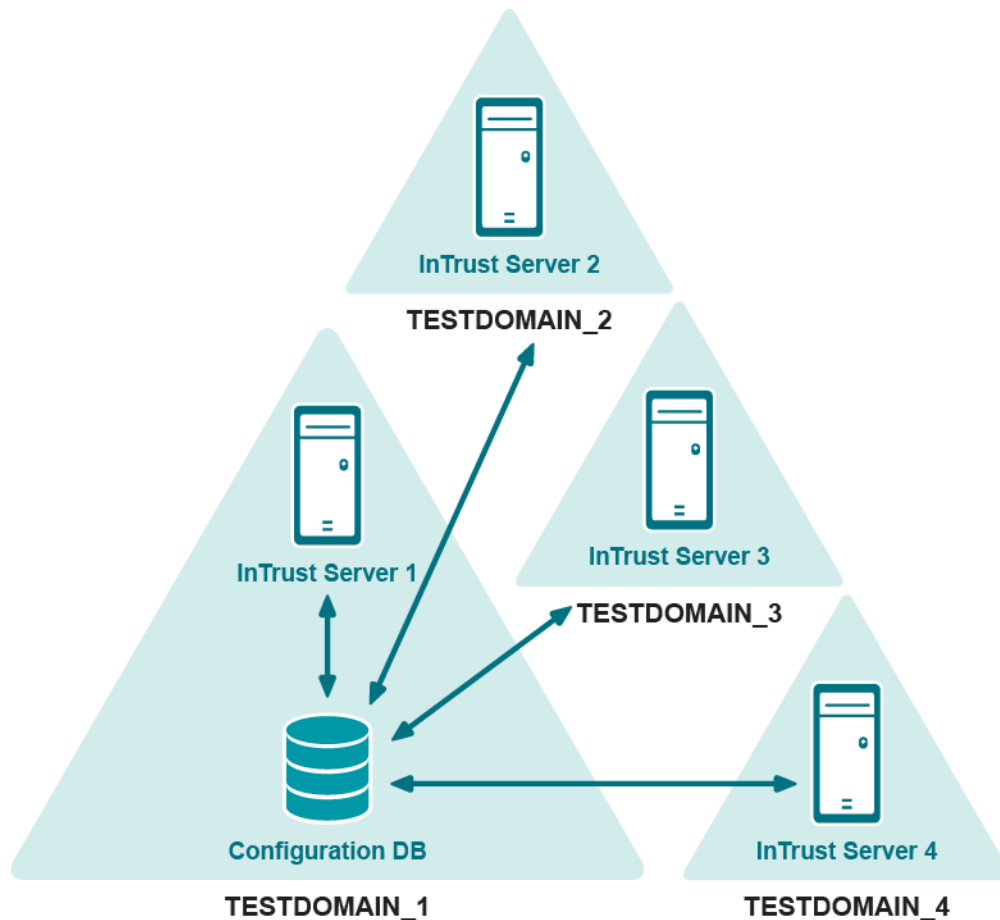 InTrust Server 2
TESTDOMAIN_2
InTrust Server 1
InTrust Server 3
TESTDOMAIN_3
Configuration DB
InTrust Server 4
TESTDOMAIN_1
TESTDOMAIN_4